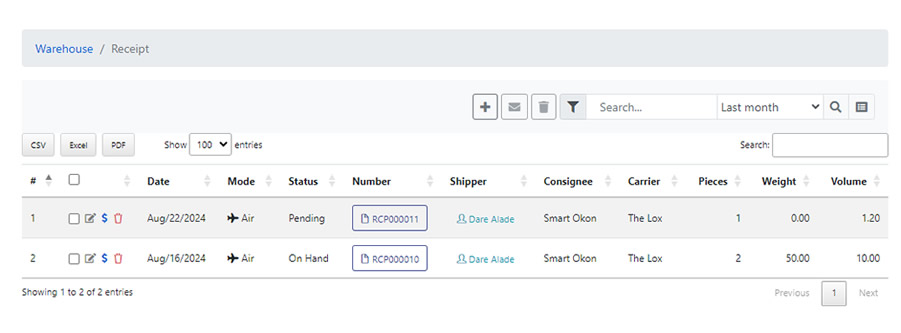 Warehouse / Receipt
Search... Last month
CSV Excel PDF Show 100 entries Search:
# Date Mode Status Number Shipper Consignee Carrier Pieces Weight Volume
1 $ Aug/22/2024 Air Pending RCP000011 Dare Alade Smart Okon The Lox 1 0.00 1.20
2 $ Aug/16/2024 Air On Hand RCP000010 Dare Alade Smart Okon The Lox 2 50.00 10.00
Showing 1 to 2 of 2 entries Previous 1 Next